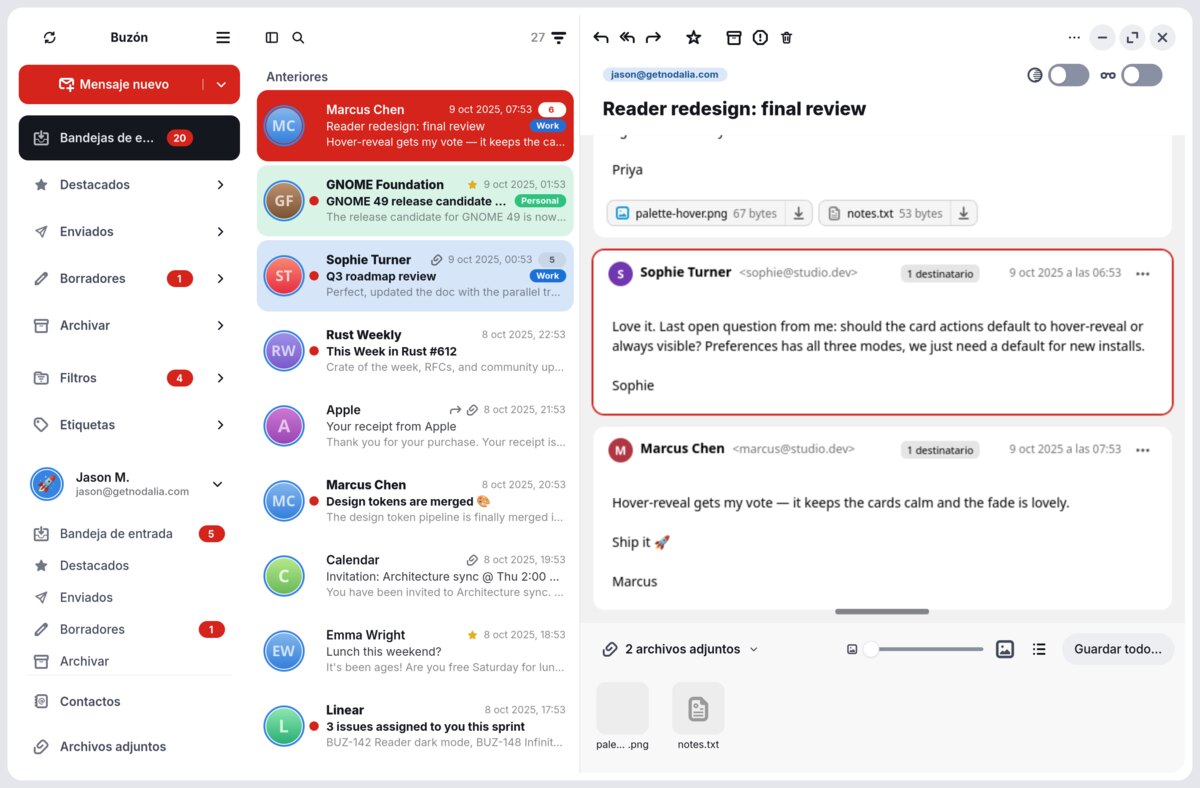 Buzón
Mensaje nuevo
Bandejas de e... 20
Destacados
Enviados
Borradores 1
Archivar
Filtros 4
Etiquetas
Jason M.
jason@getnodalia.com
Bandeja de entrada 5
Destacados
Enviados
Borradores 1
Archivar
Contactos
Archivos adjuntos
27
Anteriores
MC Marcus Chen 9 oct 2025, 07:53 6
Reader redesign: final review Work
Hover-reveal gets my vote — it keeps the ca...
GF GNOME Foundation 9 oct 2025, 01:53
GNOME 49 release candidate ... Personal
The release candidate for GNOME 49 is now...
ST Sophie Turner 9 oct 2025, 00:53 5
Q3 roadmap review Work
Perfect, updated the doc with the parallel tr...
RW Rust Weekly 8 oct 2025, 22:53
This Week in Rust #612
Crate of the week, RFCs, and community up...
A Apple 8 oct 2025, 21:53
Your receipt from Apple
Thank you for your purchase. Your receipt is...
MC Marcus Chen 8 oct 2025, 20:53
Design tokens are merged 🎨
The design token pipeline is finally merged i...
C Calendar 8 oct 2025, 19:53
Invitation: Architecture sync @ Thu 2:00 ...
You have been invited to Architecture sync. ...
EW Emma Wright 8 oct 2025, 18:53
Lunch this weekend?
It's been ages! Are you free Saturday for lun...
L Linear 8 oct 2025, 17:53
3 issues assigned to you this sprint
BUZ-142 Reader dark mode, BUZ-148 Infinit...
jason@getnodalia.com
Reader redesign: final review
Priya
palette-hover.png 67 bytes
notes.txt 53 bytes
S Sophie Turner <sophie@studio.dev> 1 destinatario 9 oct 2025 a las 06:53
Love it. Last open question from me: should the card actions default to hover-reveal or
always visible? Preferences has all three modes, we just need a default for new installs.
Sophie
M Marcus Chen <marcus@studio.dev> 1 destinatario 9 oct 2025 a las 07:53
Hover-reveal gets my vote — it keeps the cards calm and the fade is lovely.
Ship it 🚀
Marcus
2 archivos adjuntos
Guardar todo...
pale... .png
notes.txt